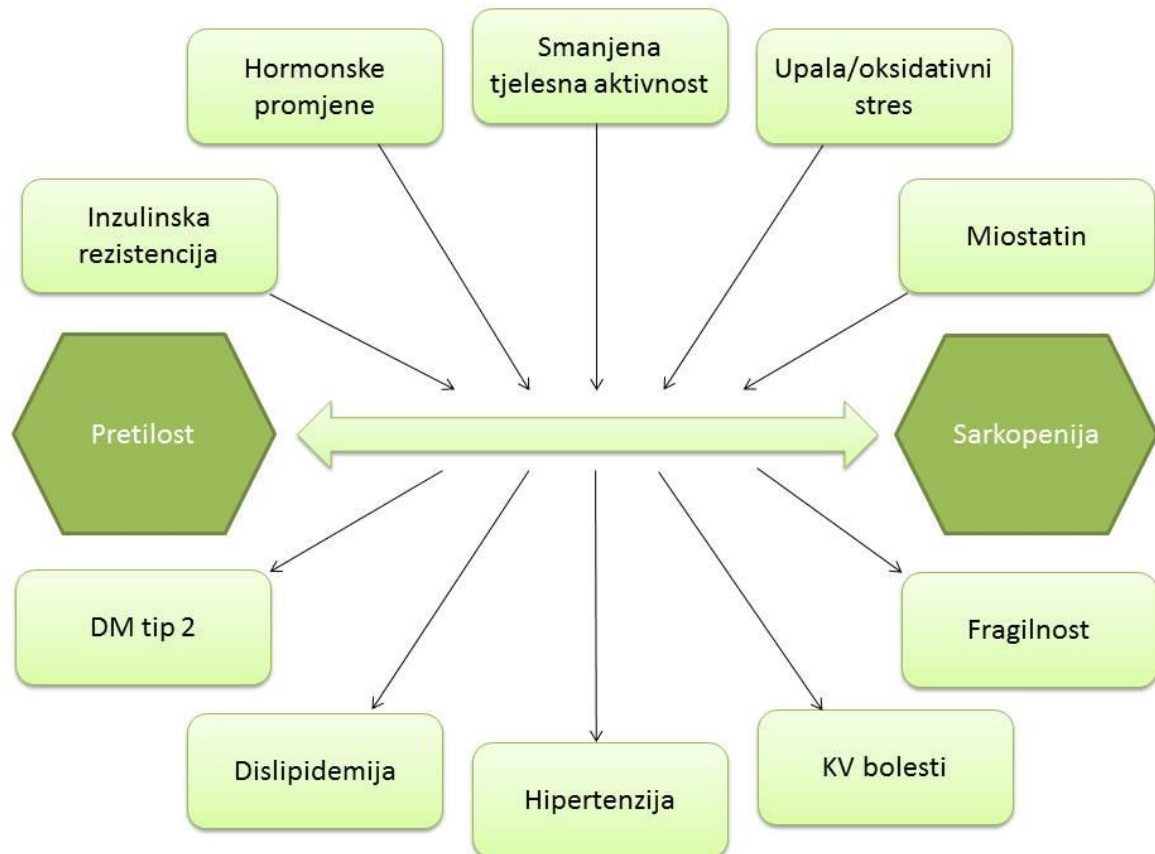 Hormonske
promjene
Smanjena
tjelesna aktivnost
Upala/oksidativni
stres
Inzulinska
rezistencija
Miostatin
Pretilost
Sarkopenija
DM tip 2
Fragilnost
Dislipidemija
Hipertenzija
KV bolesti